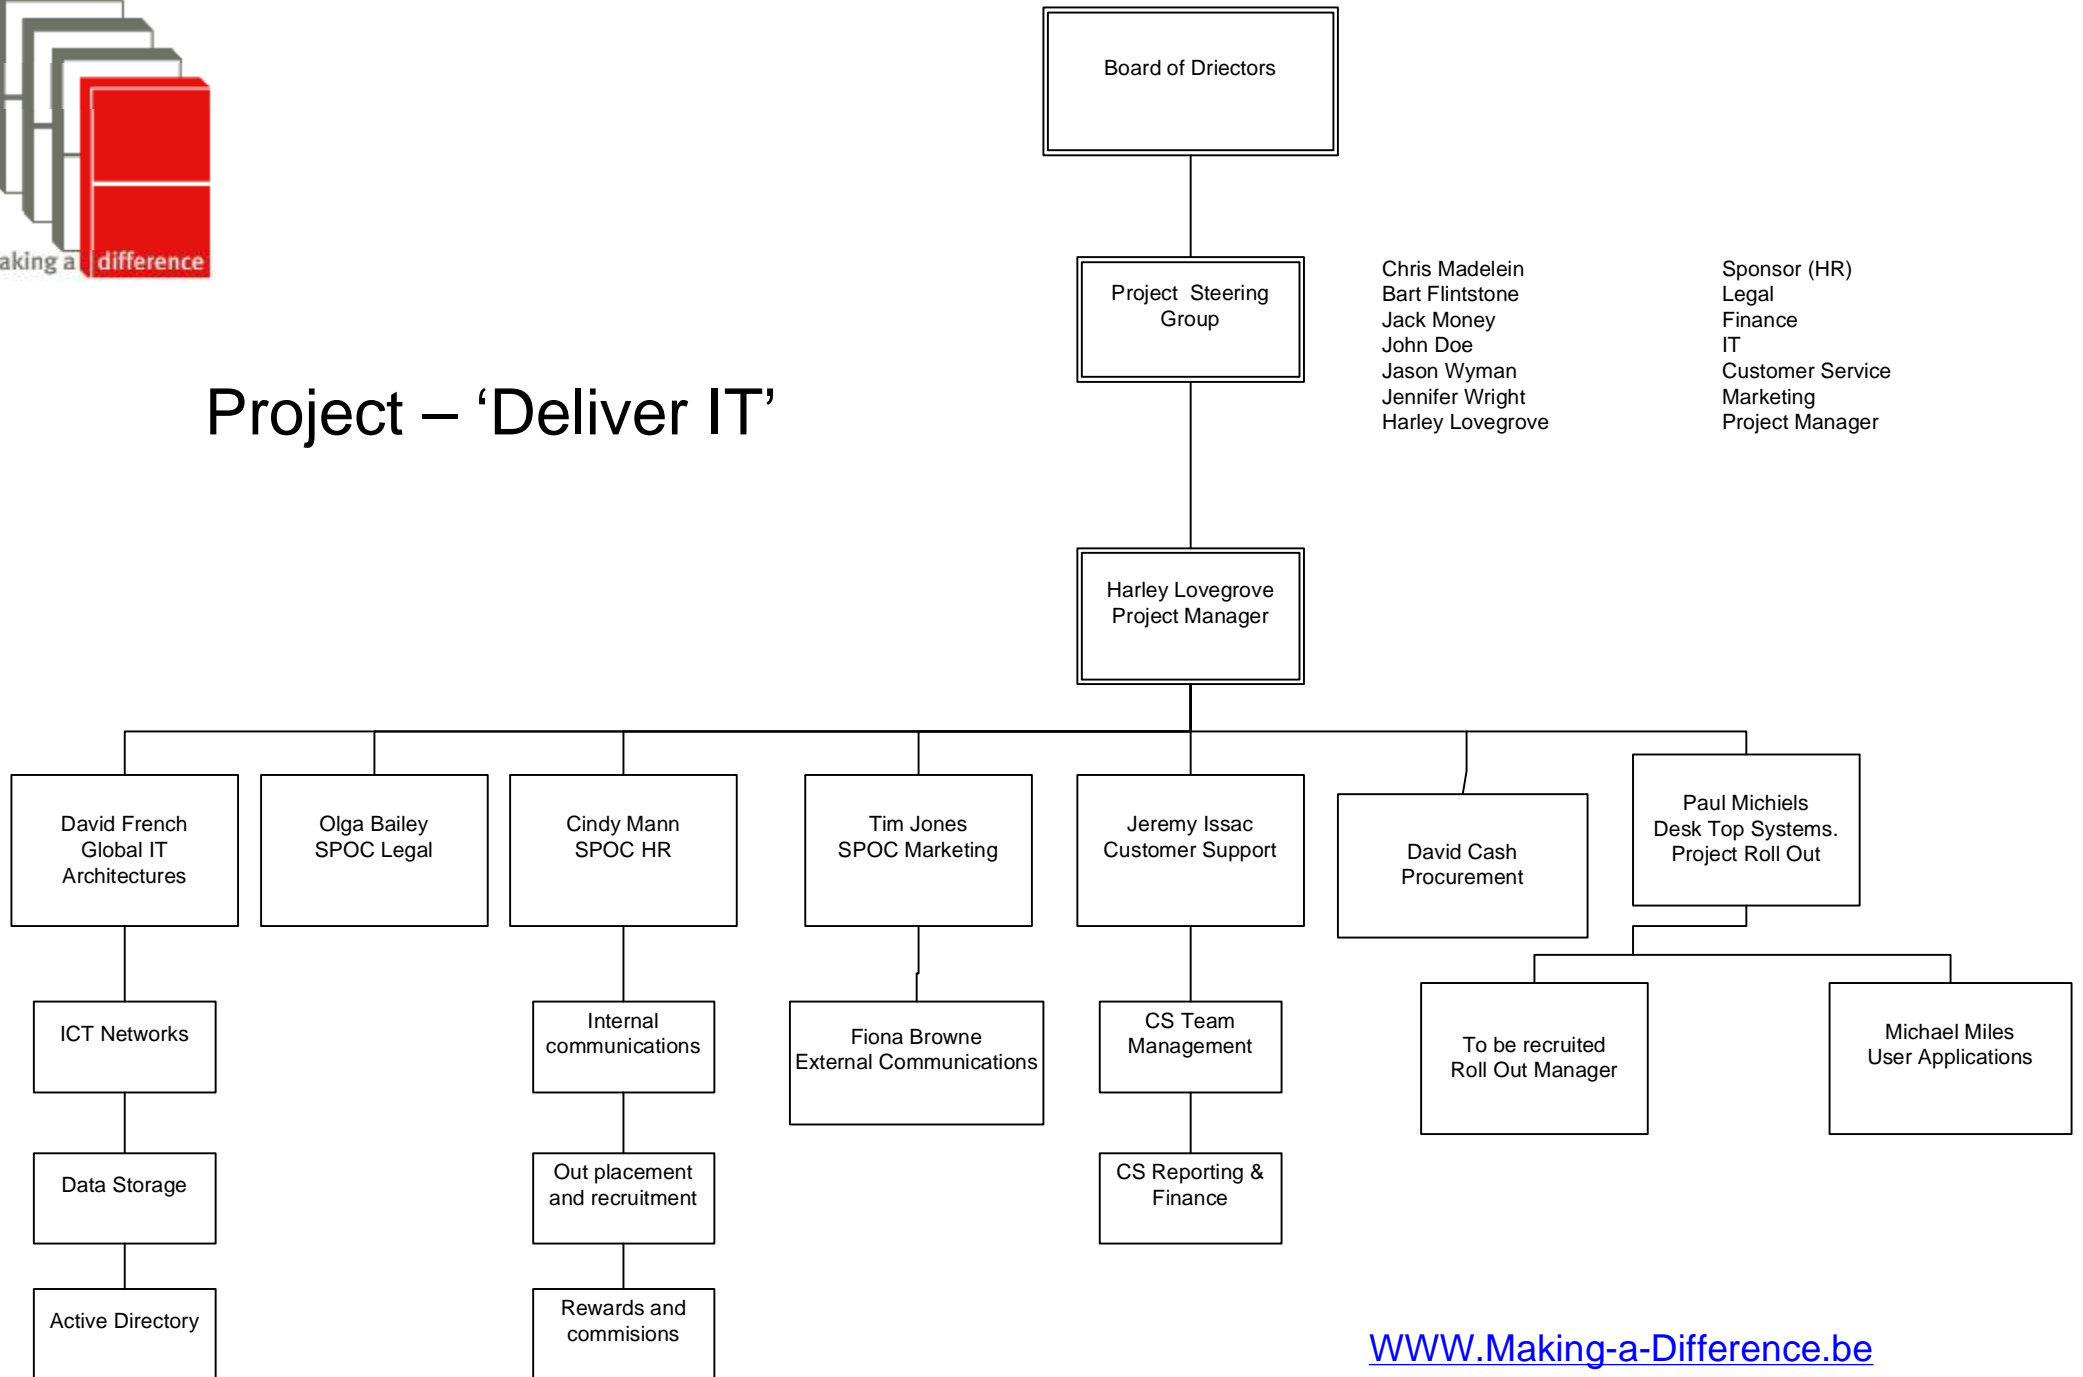 Board of Driectors
aking a difference
Project Steering
Group
Chris Madelein Sponsor (HR)
Bart Flintstone Legal
Jack Money Finance
John Doe IT
Jason Wyman Customer Service
Jennifer Wright Marketing
Harley Lovegrove Project Manager
Project – ‘Deliver IT’
Harley Lovegrove
Project Manager
David French
Global IT
Architectures
Olga Bailey
SPOC Legal
Cindy Mann
SPOC HR
Tim Jones
SPOC Marketing
Jeremy Issac
Customer Support
David Cash
Procurement
Paul Michiels
Desk Top Systems.
Project Roll Out
ICT Networks
Internal
communications
Fiona Browne
External Communications
CS Team
Management
To be recruited
Roll Out Manager
Michael Miles
User Applications
Data Storage
Out placement
and recruitment
CS Reporting &
Finance
Active Directory
Rewards and
commisions
WWW.Making-a-Difference.be